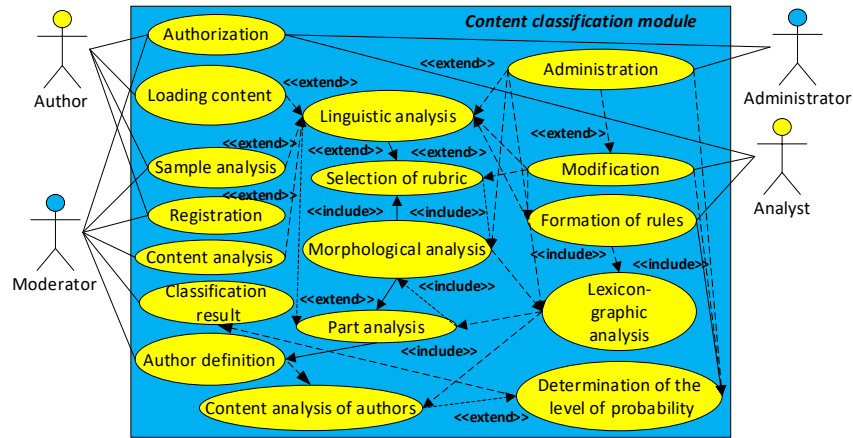 Content classification module
Authorization
<<extend>>
Administration
Author
Administrator
Loading content
<<extend>>
Linguistic analysis
<<extend>>
<<extend>>
<<extend>>
<<extend>>
Sample analysis
Selection of rubric
Modification
<<extend>>
Analyst
Registration
<<include>>
<<include>>
Formation of rules
Moderator
Content analysis
Morphological analysis
<<include>>
<<include>>
Classification
result
<<extend>>
<<include>>
Lexicon-
graphic
analysis
Part analysis
Author definition
<<include>>
Content analysis of authors
<<extend>>
Determination of the
level of probability